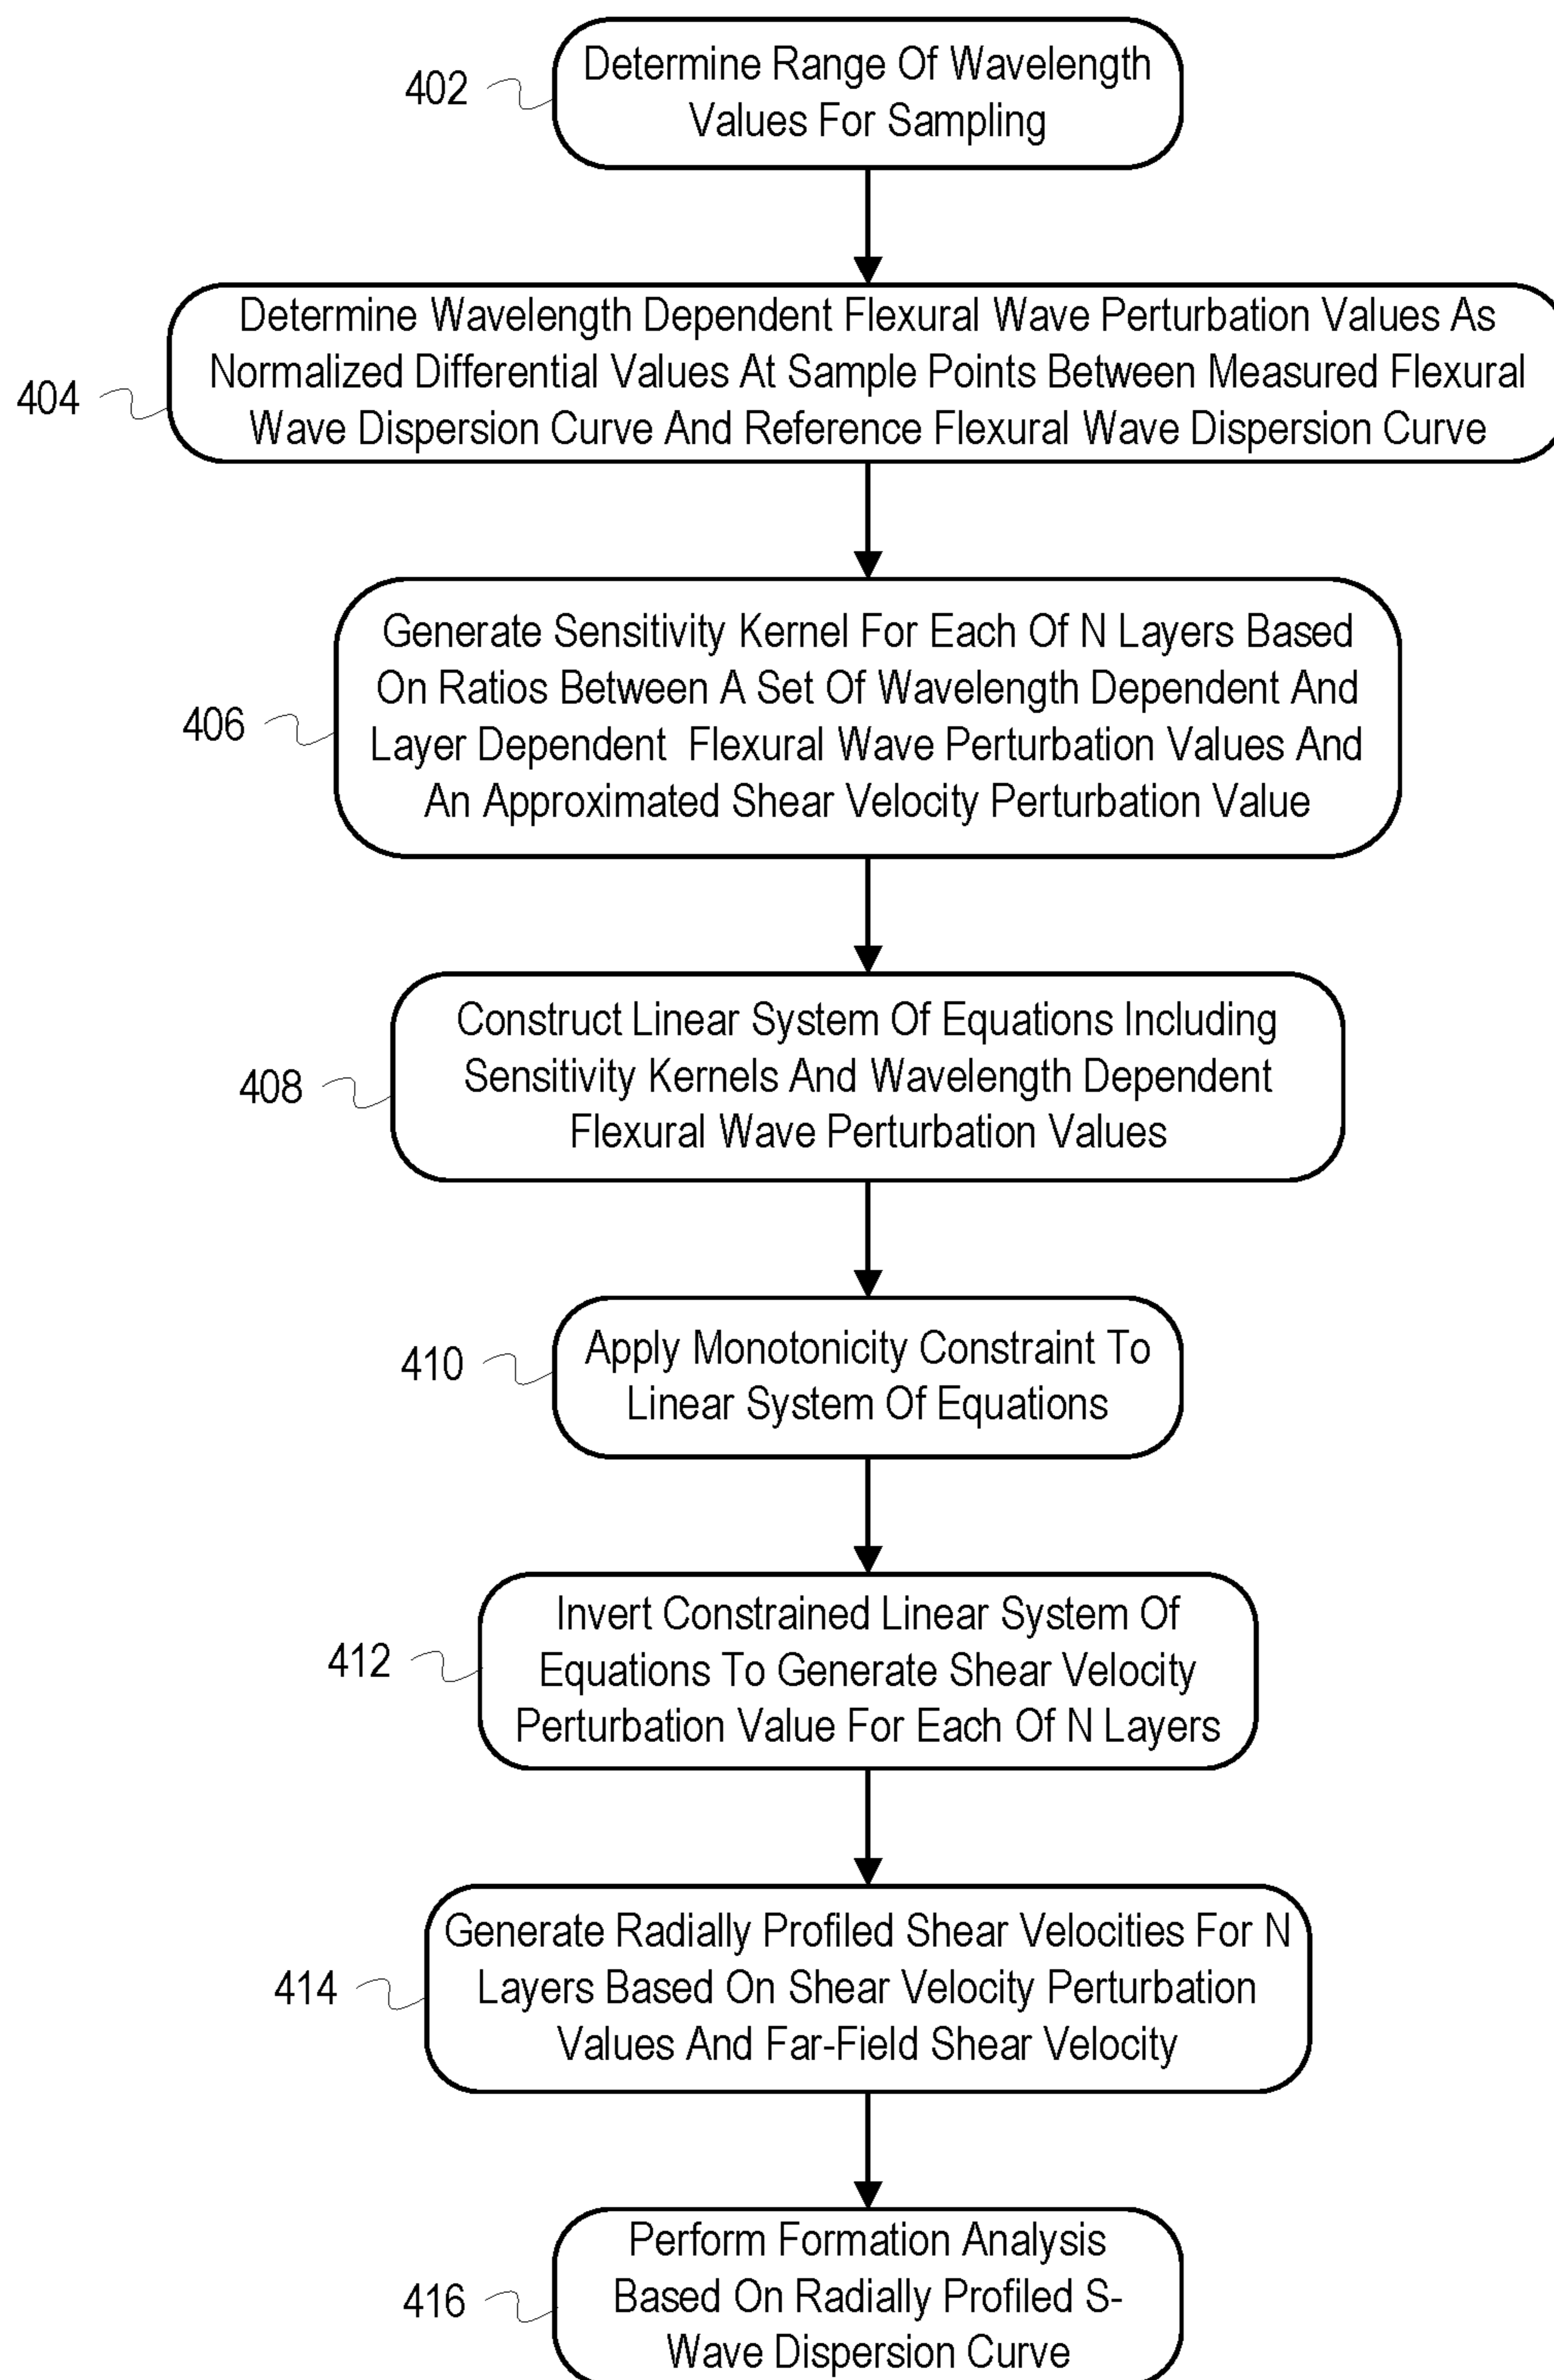 402
Determine Range Of Wavelength
Values For Sampling
404
Determine Wavelength Dependent Flexural Wave Perturbation Values As
Normalized Differential Values At Sample Points Between Measured Flexural
Wave Dispersion Curve And Reference Flexural Wave Dispersion Curve
406
Generate Sensitivity Kernel For Each Of N Layers Based
On Ratios Between A Set Of Wavelength Dependent And
Layer Dependent Flexural Wave Perturbation Values And
An Approximated Shear Velocity Perturbation Value
408
Construct Linear System Of Equations Including
Sensitivity Kernels And Wavelength Dependent
Flexural Wave Perturbation Values
410
Apply Monotonicity Constraint To
Linear System Of Equations
412
Invert Constrained Linear System Of
Equations To Generate Shear Velocity
Perturbation Value For Each Of N Layers
414
Generate Radially Profiled Shear Velocities For N
Layers Based On Shear Velocity Perturbation
Values And Far-Field Shear Velocity
416
Perform Formation Analysis
Based On Radially Profiled S-
Wave Dispersion Curve